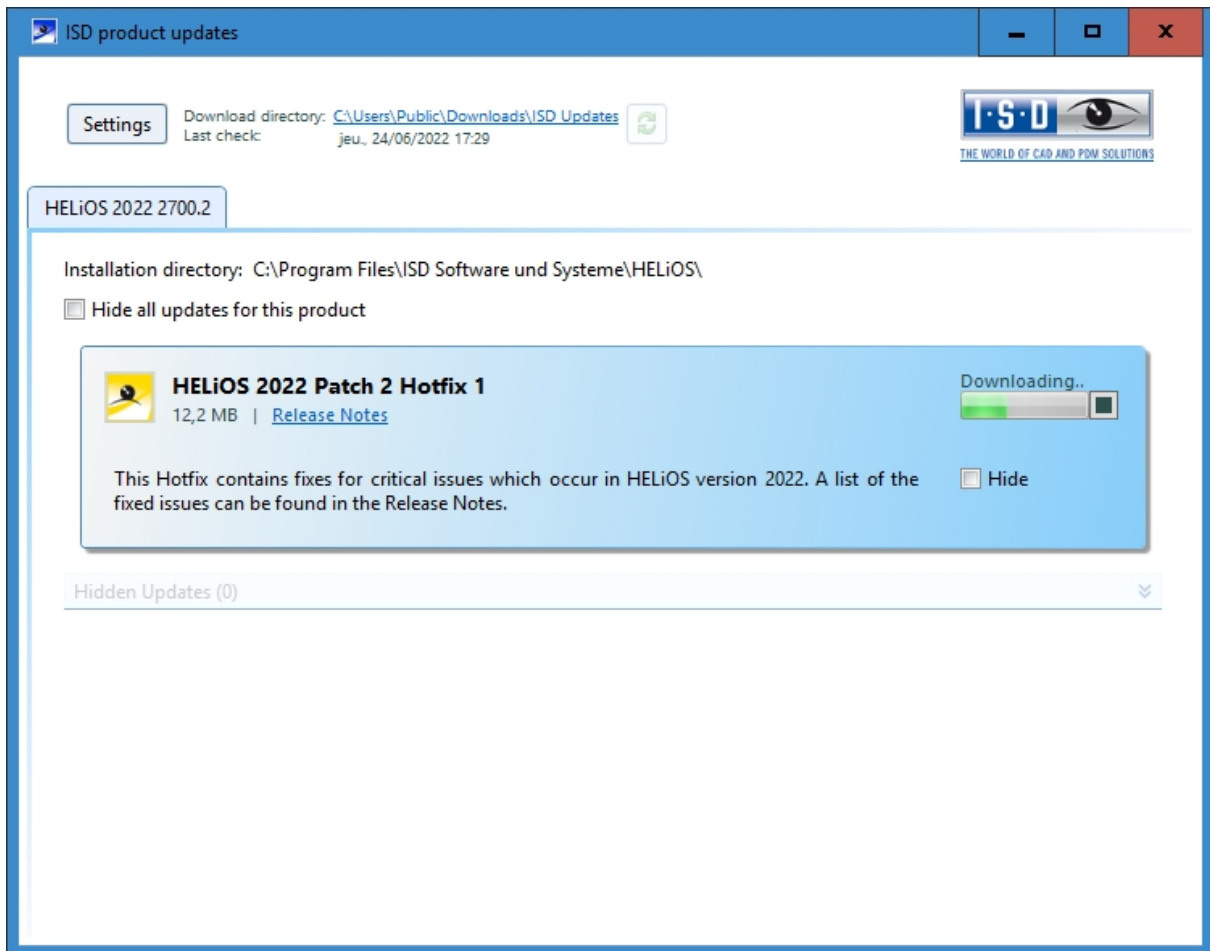 ISD product updates
Settings
Download directory: C:\Users\Public\Downloads\ISD Updates
Last check: jeu., 24/06/2022 17:29
I·S·D
THE WORLD OF CAD AND PDM SOLUTIONS
HELiOS 2022 2700.2
Installation directory: C:\Program Files\ISD Software und Systeme\HELiOS\
Hide all updates for this product
HELiOS 2022 Patch 2 Hotfix 1
12,2 MB | Release Notes
Downloading..
This Hotfix contains fixes for critical issues which occur in HELiOS version 2022. A list of the
fixed issues can be found in the Release Notes.
Hide
Hidden Updates (0)